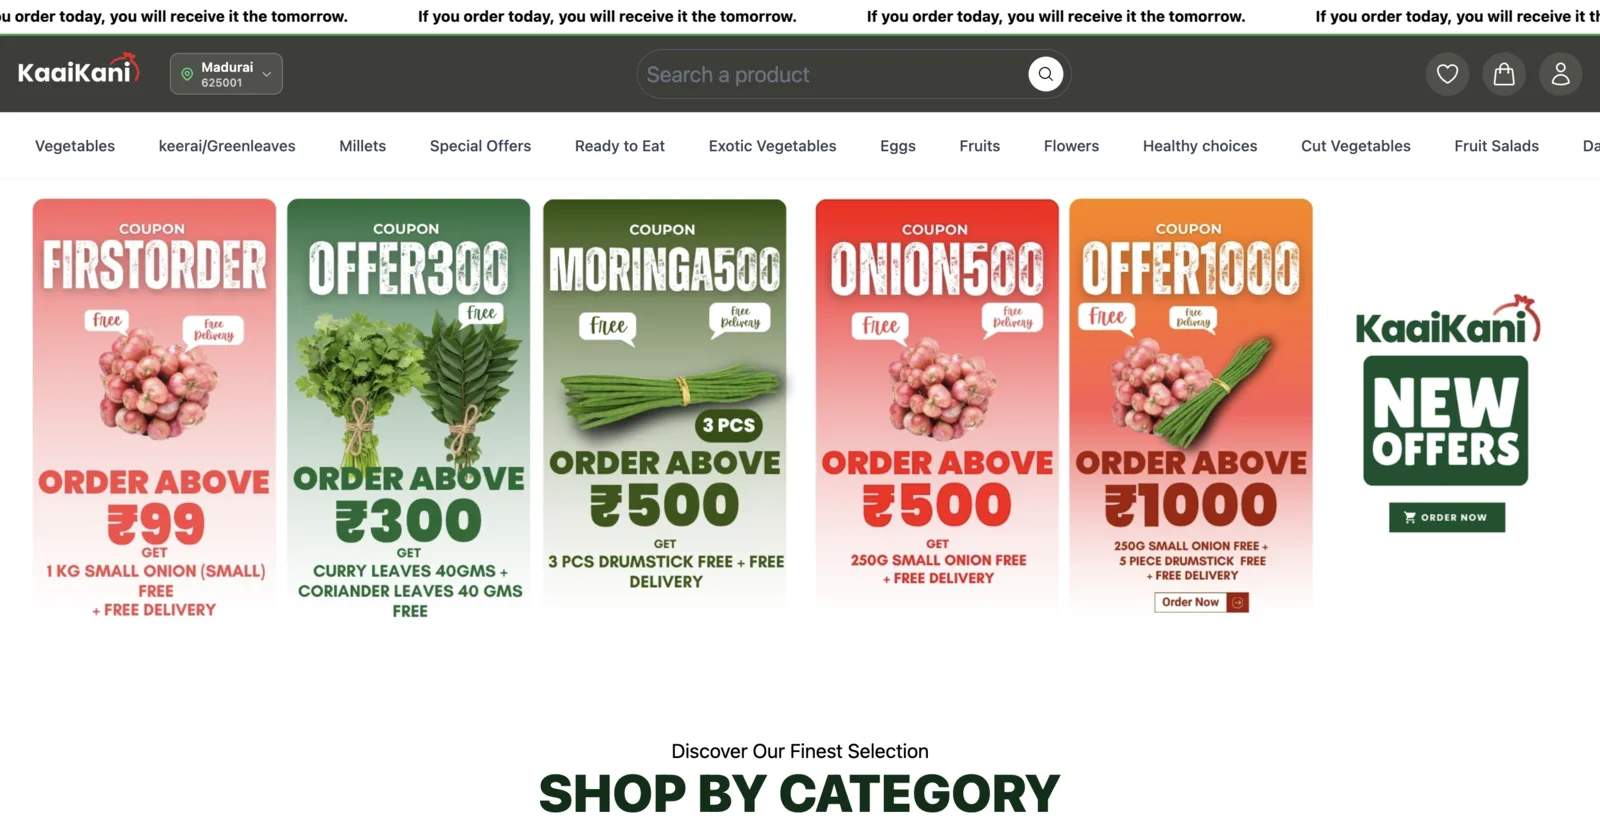 u order today, you will receive it the tomorrow. If you order today, you will receive it the tomorrow. If you order today, you will receive it the tomorrow. If you order today, you will receive it th
KaaiKani
Madurai
625001
Search a product
Vegetables keerai/Greenleaves Millets Special Offers Ready to Eat Exotic Vegetables Eggs Fruits Flowers Healthy choices Cut Vegetables Fruit Salads Da
COUPON
FIRSTORDER
Free
Free
Delivery
ORDER ABOVE
₹99
GET
1 KG SMALL ONION (SMALL)
FREE
+ FREE DELIVERY
COUPON
OFFER300
Free
ORDER ABOVE
₹300
GET
CURRY LEAVES 40GMS +
CORIANDER LEAVES 40 GMS
FREE
COUPON
MORINGA500
Free
Free
Delivery
3 PCS
ORDER ABOVE
₹500
GET
3 PCS DRUMSTICK FREE + FREE
DELIVERY
COUPON
ONION500
Free
Free
Delivery
ORDER ABOVE
₹500
GET
250G SMALL ONION FREE
+ FREE DELIVERY
COUPON
OFFER1000
Free
Free
Delivery
ORDER ABOVE
₹1000
250G SMALL ONION FREE +
5 PIECE DRUMSTICK FREE
+ FREE DELIVERY
Order Now
KaaiKani
NEW
OFFERS
ORDER NOW
Discover Our Finest Selection
SHOP BY CATEGORY